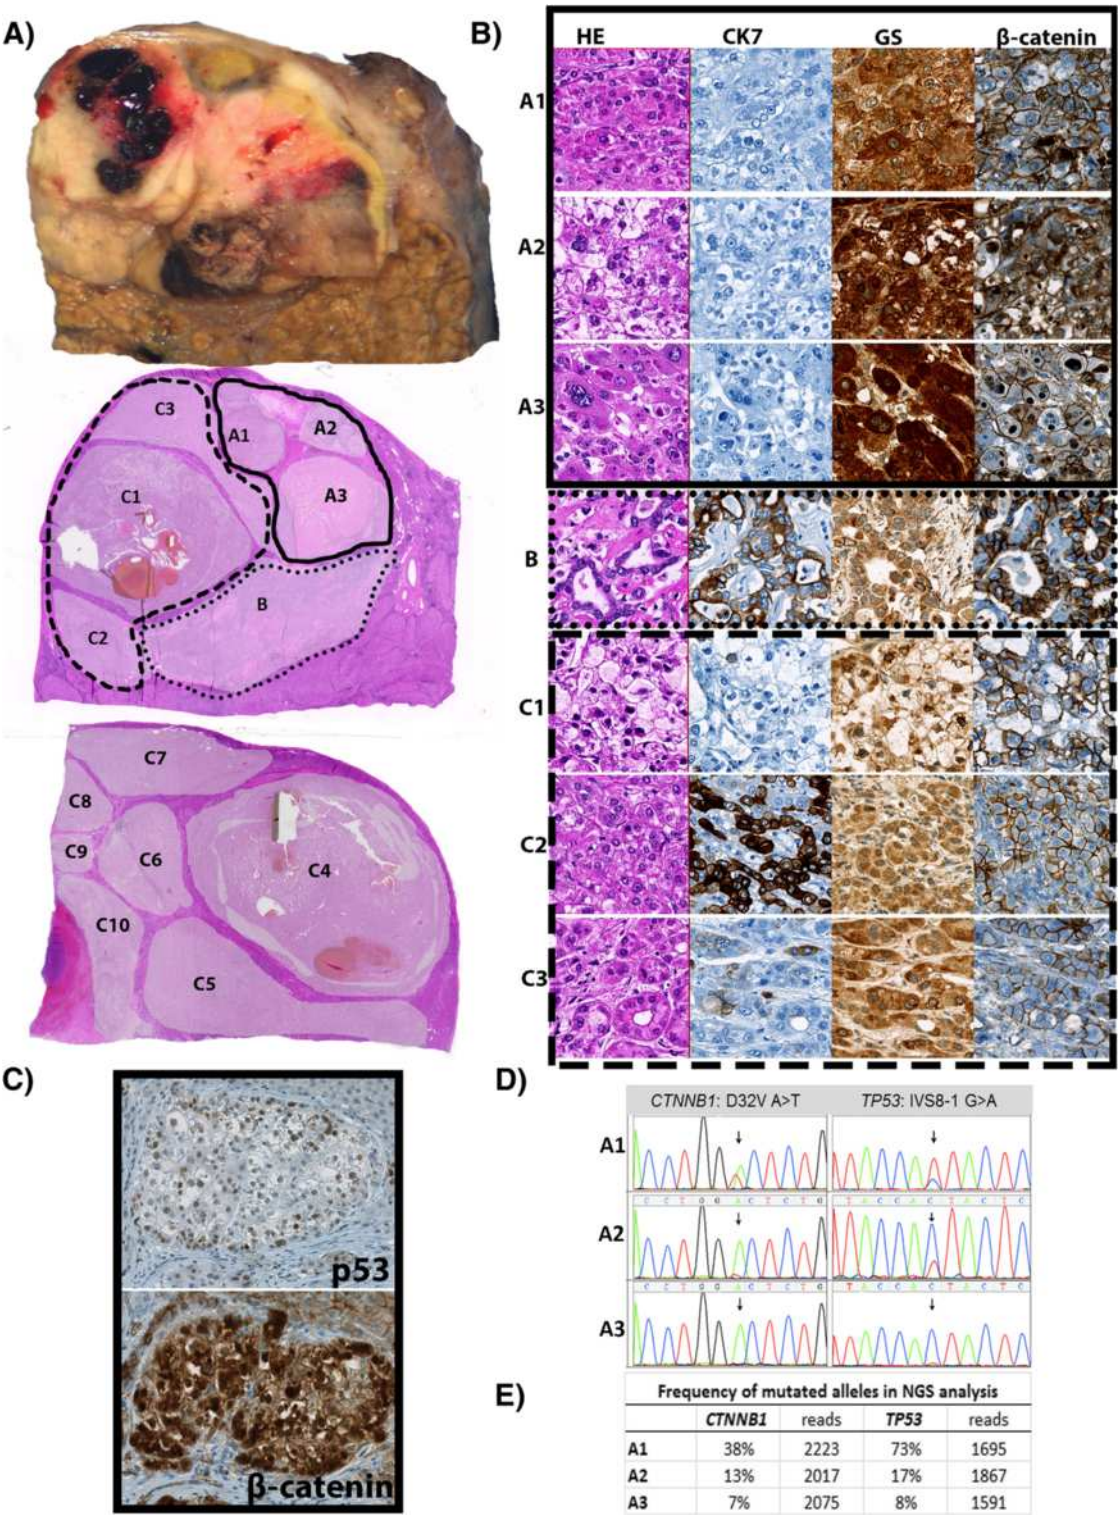 A)
C3
A1
A2
C1
A3
B
C2
C7
C8
C9
C6
C4
C10
C5
B)
HE CK7 GS β-catenin
A1
A2
A3
B
C1
C2
C3
C)
p53
β-catenin
D)
CTNNB1: D32V A>T TP53: IVS8-1 G>A
A1
C C T G G A C T C T G T A C C A C T A C T C
A2
C C T G G A C T C T G T A C C A C T A C T C
A3
E)
Frequency of mutated alleles in NGS analysis
CTNNB1 reads TP53 reads
A1 38% 2223 73% 1695
A2 13% 2017 17% 1867
A3 7% 2075 8% 1591